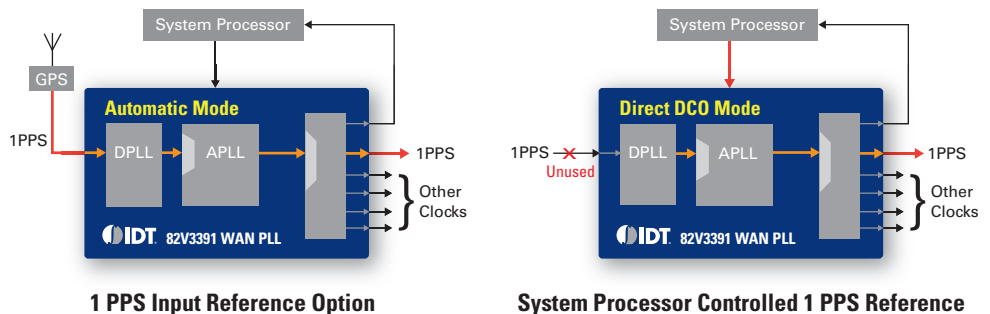 System Processor
GPS
Automatic Mode
1PPS
DPLL
APLL
1PPS
Other
Clocks
IDT. 82V3391 WAN PLL
1 PPS Input Reference Option
System Processor
Direct DCO Mode
1PPS
Unused
DPLL
APLL
1PPS
Other
Clocks
IDT. 82V3391 WAN PLL
System Processor Controlled 1 PPS Reference